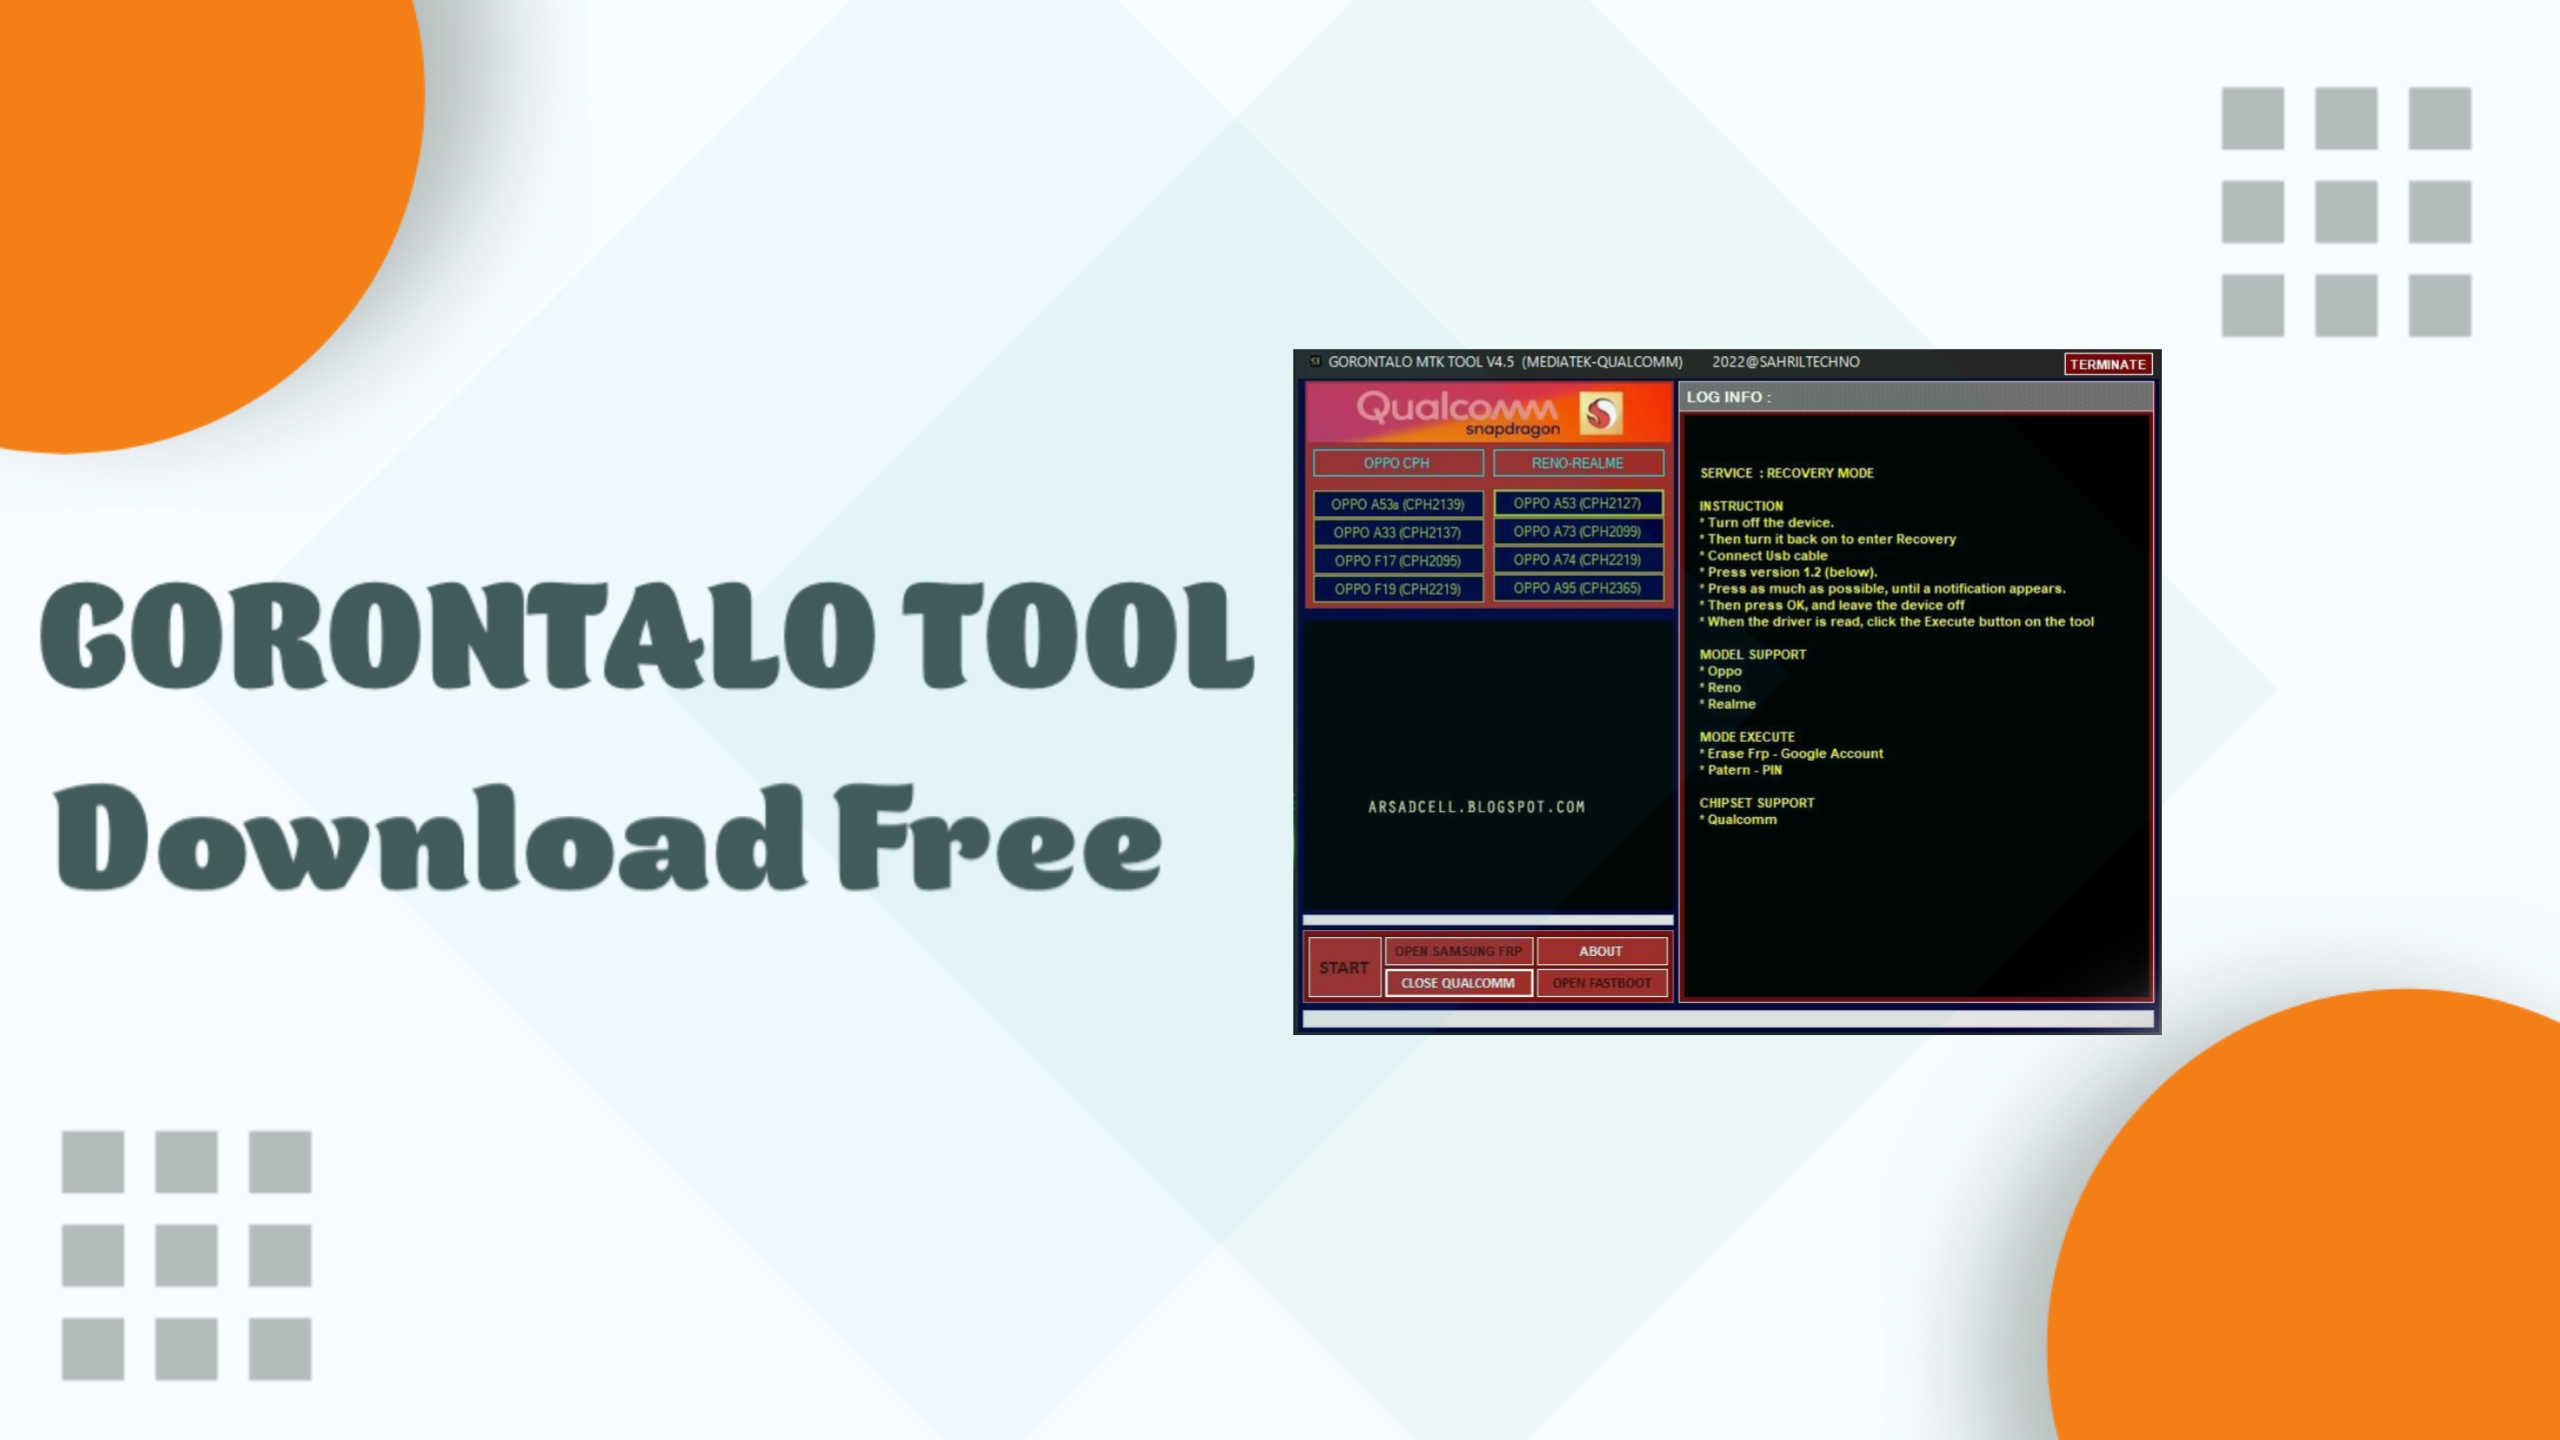 GORONTALO TOOL
Download Free
GORONTALO MTK TOOL V4.5 (MEDIATEK-QUALCOMM) 2022@SAHRILTECHNO
TERMINATE
Qualcomm
snapdragon
OPPO CPH
RENO-REALME
OPPO A53s (CPH2139)
OPPO A53 (CPH2127)
OPPO A33 (CPH2137)
OPPO A73 (CPH2099)
OPPO F17 (CPH2095)
OPPO A74 (CPH2219)
OPPO F19 (CPH2219)
OPPO A95 (CPH2365)
ARSADCELL.BLOGSPOT.COM
START
OPEN SAMSUNG FRP
ABOUT
CLOSE QUALCOMM
OPEN FASTBOOT
LOG INFO :
SERVICE : RECOVERY MODE
INSTRUCTION
* Turn off the device.
* Then turn it back on to enter Recovery
* Connect Usb cable
* Press version 1.2 (below).
* Press as much as possible, until a notification appears.
* Then press OK, and leave the device off
* When the driver is read, click the Execute button on the tool
MODEL SUPPORT
* Oppo
* Reno
* Realme
MODE EXECUTE
* Erase Frp - Google Account
* Patern - PIN
CHIPSET SUPPORT
* Qualcomm